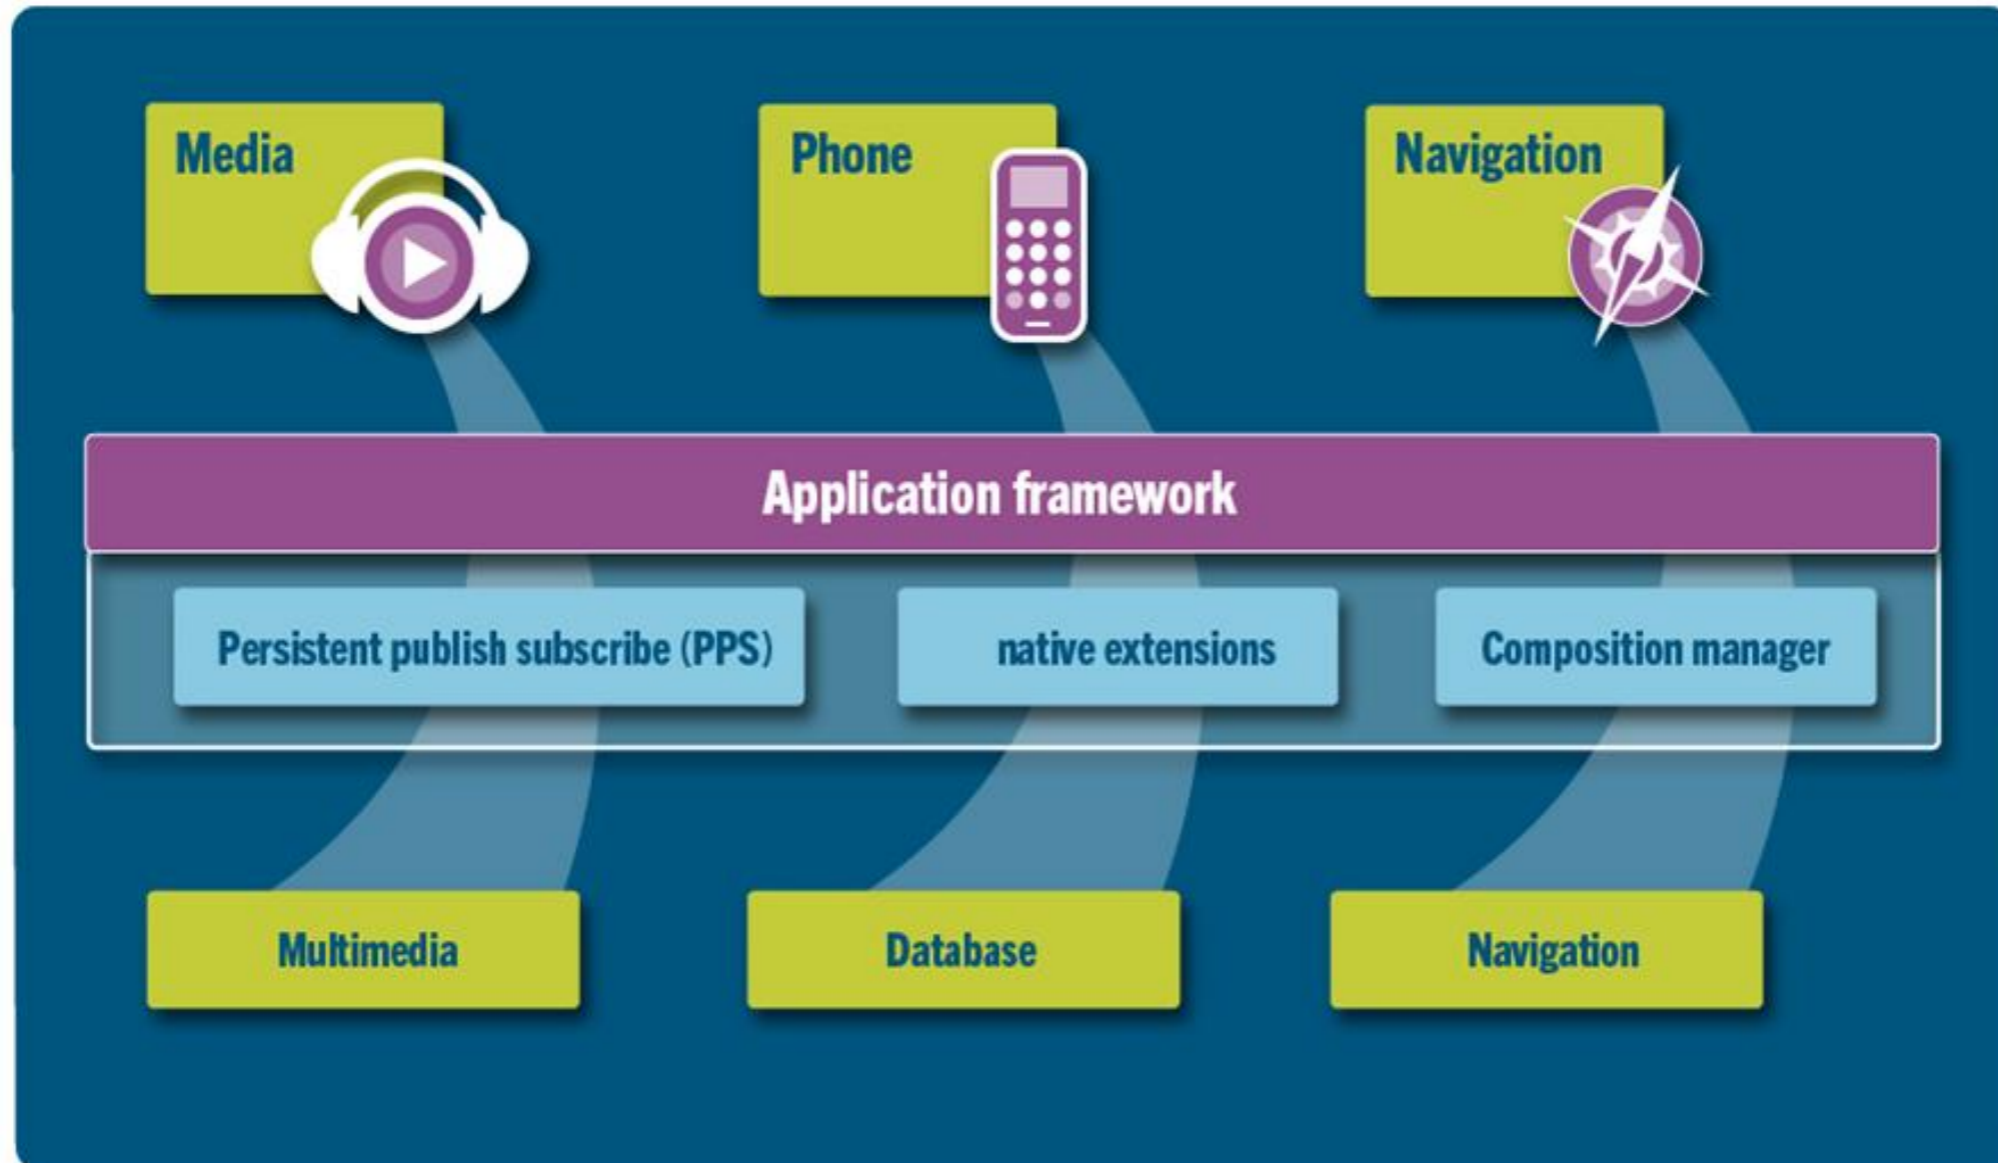 Media
Phone
Navigation
Application framework
Persistent publish subscribe (PPS)
native extensions
Composition manager
Multimedia
Database
Navigation